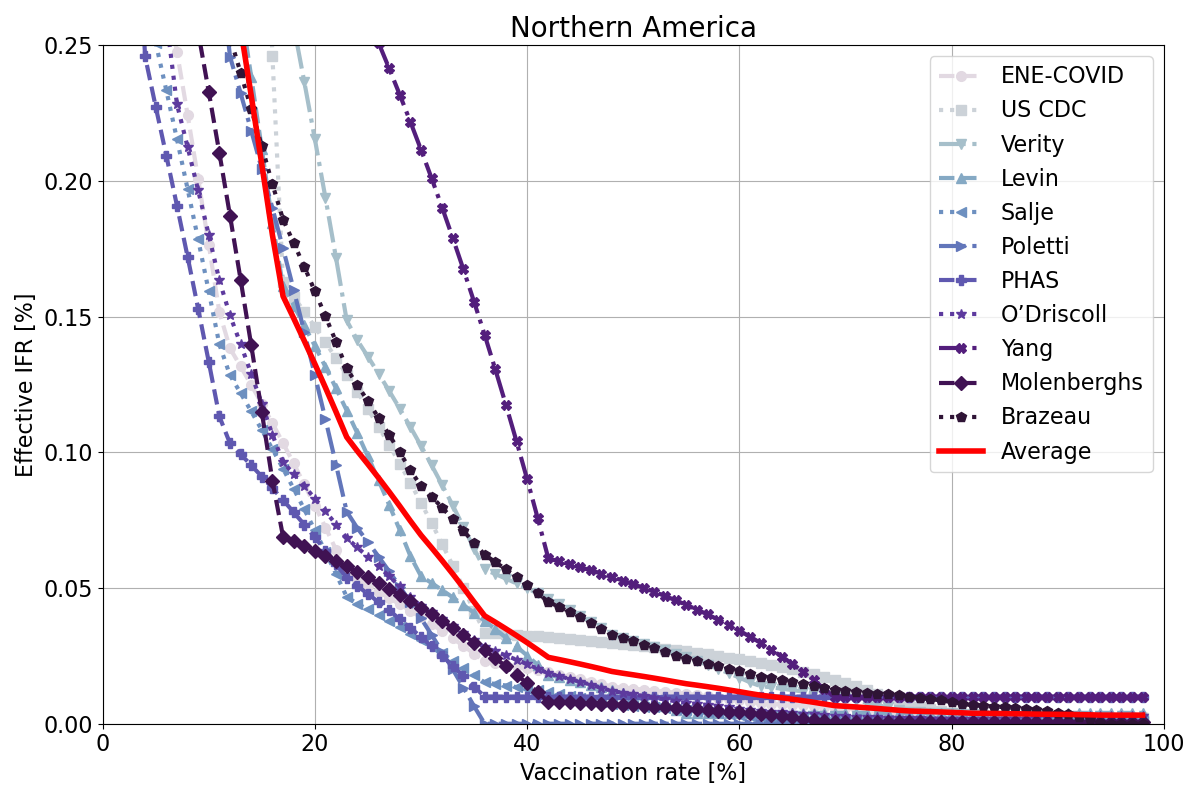 Northern America
Effective IFR [%]
0.25
0.20
0.15
0.10
0.05
0.00
0
20
40
60
80
100
Vaccination rate [%]
ENE-COVID
US CDC
Verity
Levin
Salje
Poletti
PHAS
O’Driscoll
Yang
Molenberghs
Brazeau
Average